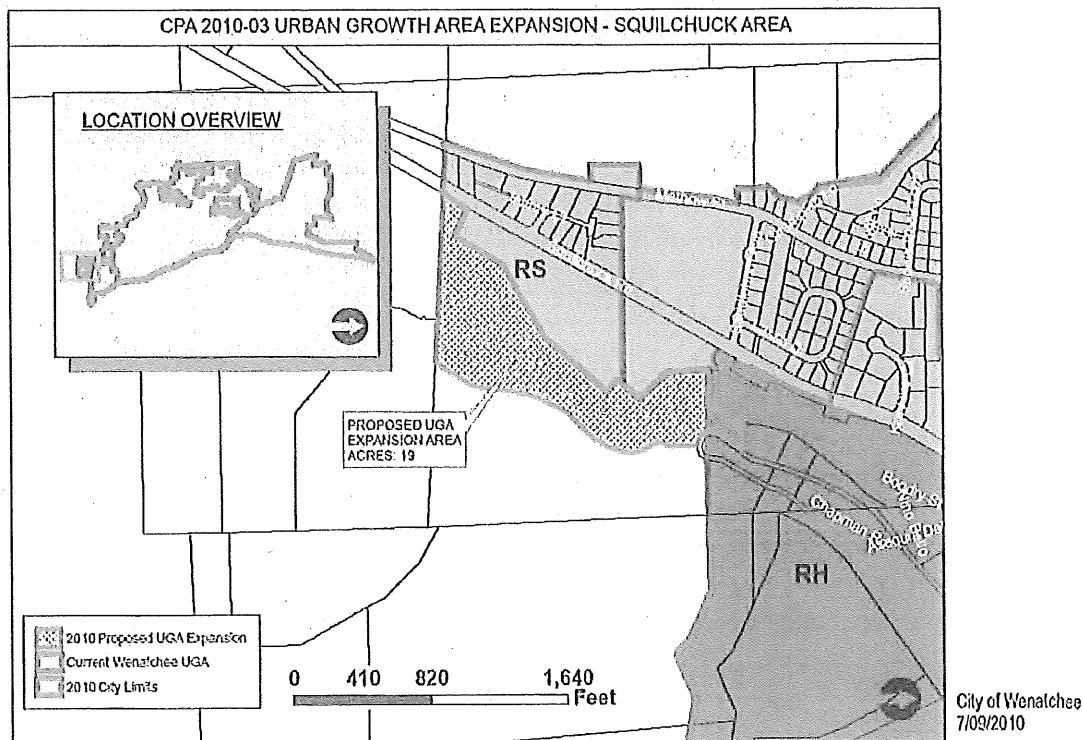 CPA 2010-03 URBAN GROWTH AREA EXPANSION - SQUILCHUCK AREA
LOCATION OVERVIEW
RS
PROPOSED UGA
EXPANSION AREA
ACRES: 19
RH
2010 Proposed UGA Expansion
Current Wenatchee UGA
2010 City Limits
0 410 820 1,640
Feet
City of Wenatchee
7/09/2010